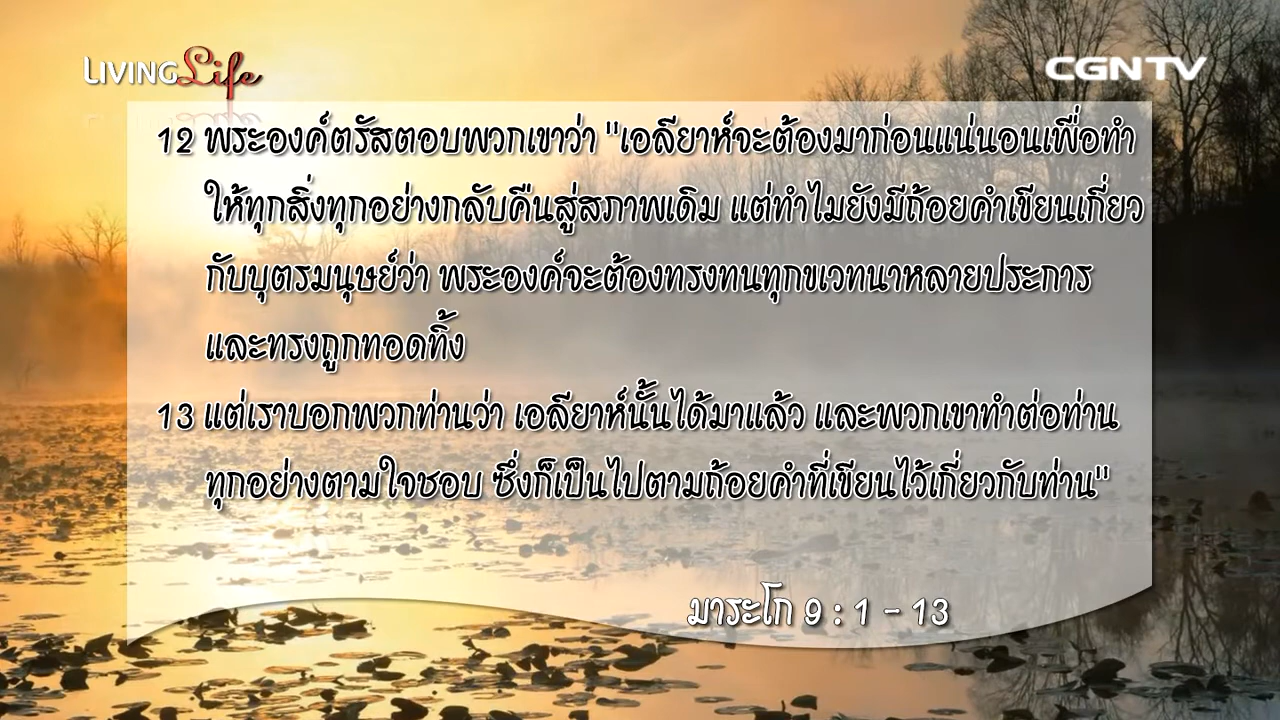 LIVING Life
CGNTV
12 พระองค์ตรัสตอบพวกเขาว่า "เอลียาห์จะต้องมาก่อนแน่นอนเพื่อทำ
ให้ทุกสิ่งทุกอย่างกลับคืนสู่สภาพเดิม แต่ทำไมยังมีถ้อยคำเขียนเกี่ยว
กับบุตรมนุษย์ว่า พระองค์จะต้องทรงทนทุกขเวทนาหลายประการ
และทรงถูกทอดทิ้ง
13 แต่เราบอกพวกท่านว่า เอลียาห์นั้นได้มาแล้ว และพวกเขาทำต่อท่าน
ทุกอย่างตามใจชอบ ซึ่งก็เป็นไปตามถ้อยคำที่เขียนไว้เกี่ยวกับท่าน"
มาระโก 9 : 1 - 13